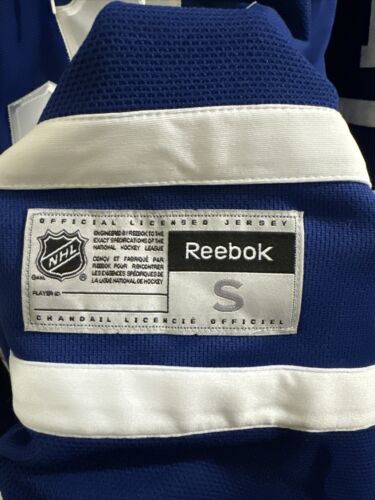 OFFICIAL LICENSED JERSEY
ENGINEERED BY REEBOK TO THE
EXACT SPECIFICATIONS OF THE
NATIONAL HOCKEY LEAGUE
CONÇU ET FABRIQUÉ PAR
REEBOK POUR RENCONTRER
LES EXIGENCES SPÉCIFIQUES DE
LA LIGUE NATIONALE DE HOCKEY
NHL
PLAYER ID:
Reebok
S
CHANDAIL LICENCIÉ OFFICIEL